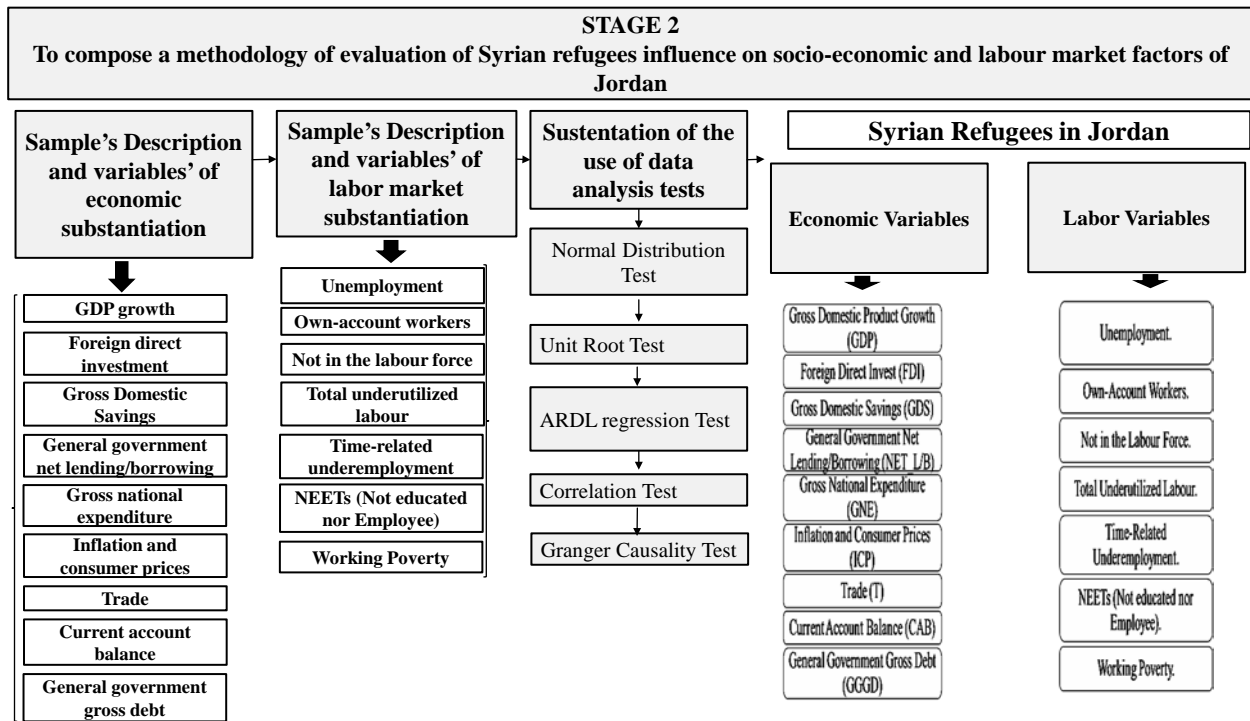 STAGE 2
To compose a methodology of evaluation of Syrian refugees influence on socio-economic and labour market factors of
Jordan
Sample’s Description
and variables’ of
economic
substantiation
GDP growth
Foreign direct
investment
Gross Domestic
Savings
General government
net lending/borrowing
Gross national
expenditure
Inflation and
consumer prices
Trade
Current account
balance
General government
gross debt
Sample’s Description
and variables’ of
labor market
substantiation
Unemployment
Own-account workers
Not in the labour force
Total underutilized
labour
Time-related
underemployment
NEETs (Not educated
nor Employee)
Working Poverty
Sustentation of the
use of data
analysis tests
Normal Distribution
Test
Unit Root Test
ARDL regression Test
Correlation Test
Granger Causality Test
Syrian Refugees in Jordan
Economic Variables
Gross Domestic Product Growth
(GDP)
Foreign Direct Invest (FDI)
Gross Domestic Savings (GDS)
General Government Net
Lending/Borrowing (NET_L/B)
Gross National Expenditure
(GNE)
Inflation and Consumer Prices
(ICP)
Trade (T)
Current Account Balance (CAB)
General Government Gross Debt
(GGGD)
Labor Variables
Unemployment.
Own-Account Workers.
Not in the Labour Force.
Total Underutilized Labour.
Time-Related
Underemployment.
NEETs (Not educated nor
Employee).
Working Poverty.